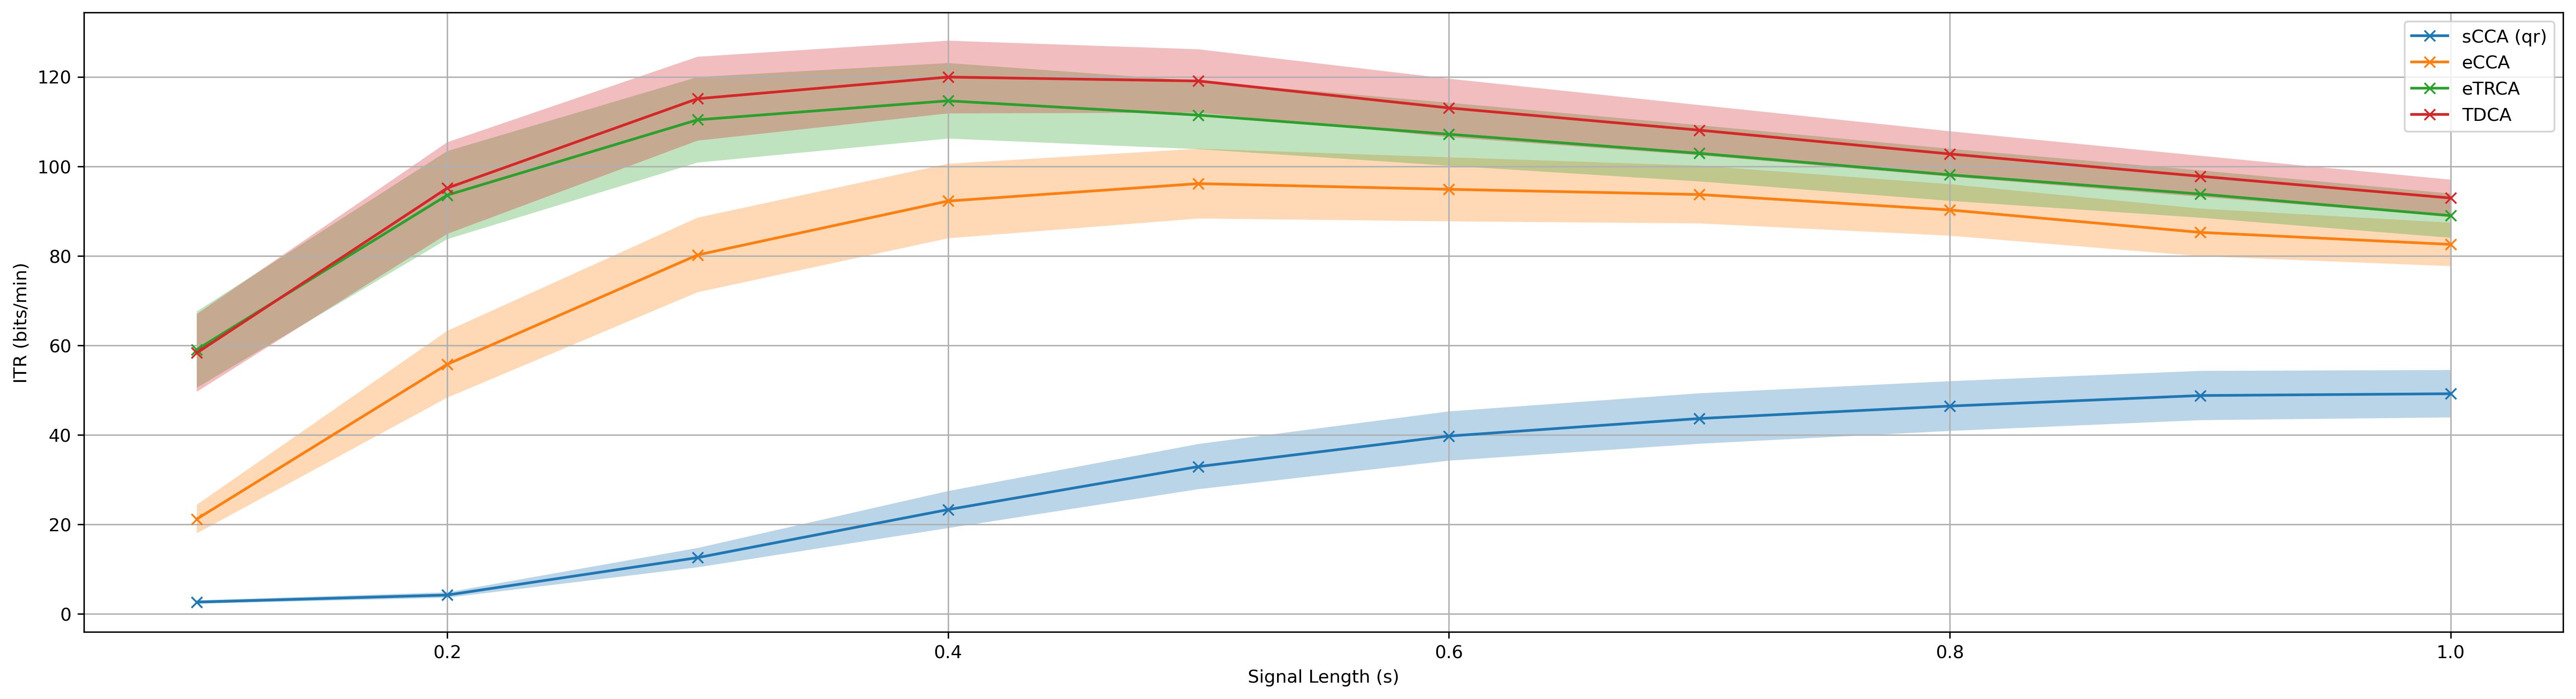 ITR (bits/min)
120
100
80
60
40
20
0
0.2
0.4
0.6
0.8
1.0
Signal Length (s)
sCCA (qr)
eCCA
eTRCA
TDCA